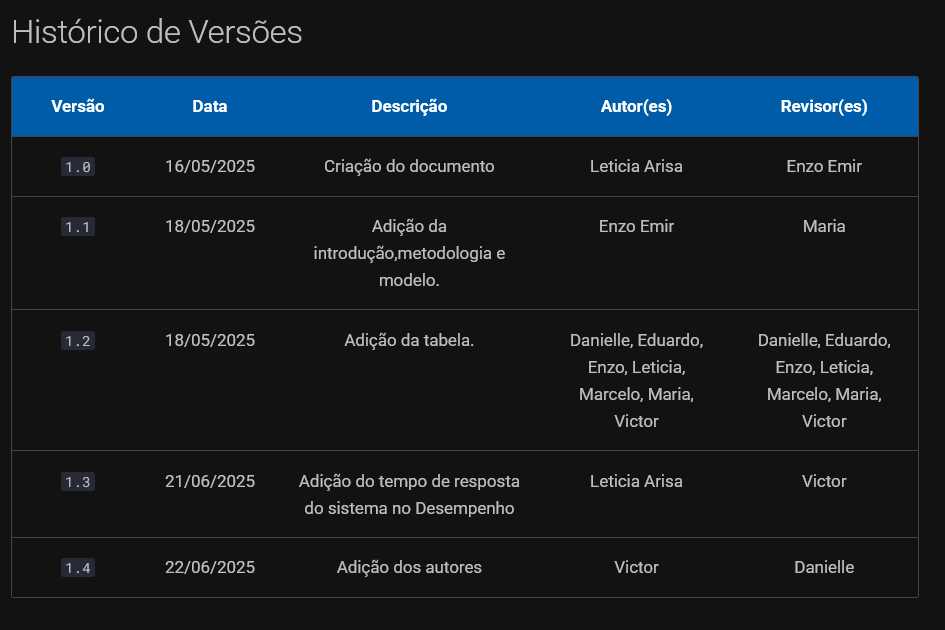 Histórico de Versões
Versão Data Descrição Autor(es) Revisor(es)
1.0 16/05/2025 Criação do documento Leticia Arisa Enzo Emir
1.1 18/05/2025 Adição da Enzo Emir Maria
introdução,metodologia e
modelo.
1.2 18/05/2025 Adição da tabela. Danielle, Eduardo, Danielle, Eduardo,
Enzo, Leticia, Enzo, Leticia,
Marcelo, Maria, Marcelo, Maria,
Victor Victor
1.3 21/06/2025 Adição do tempo de resposta Leticia Arisa Victor
do sistema no Desempenho
1.4 22/06/2025 Adição dos autores Victor Danielle